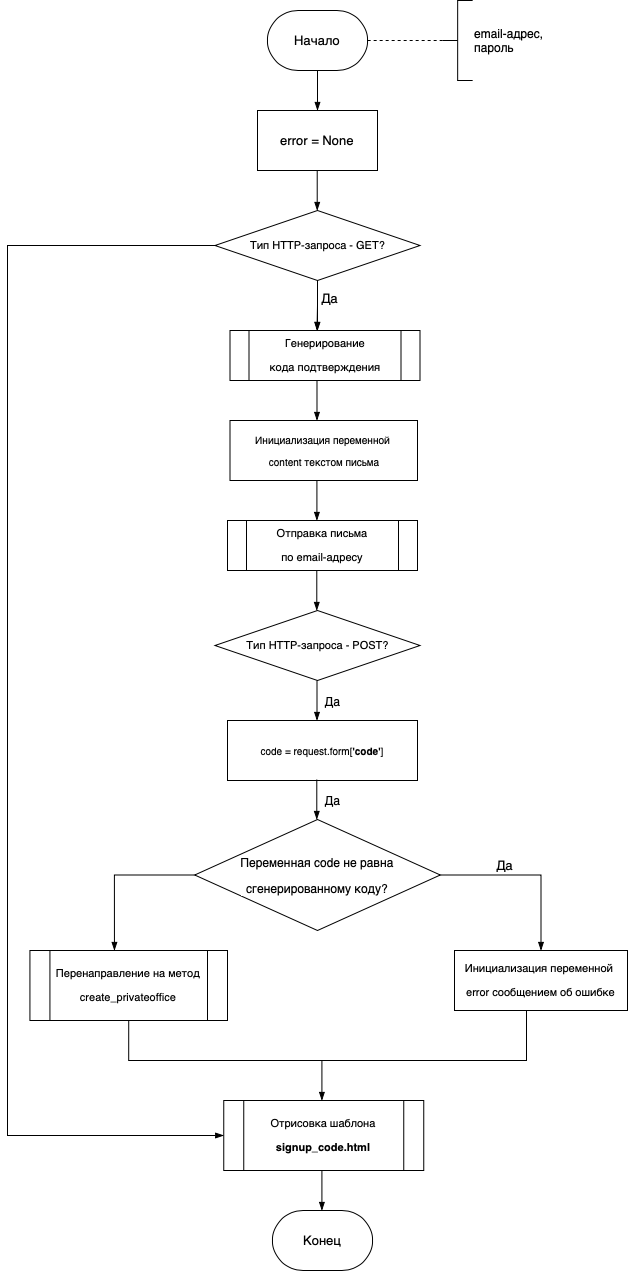 Начало
email-адрес,
пароль
error = None
Тип HTTP-запроса - GET?
Да
Генерирование
кода подтверждения
Инициализация переменной
content текстом письма
Отправка письма
по email-адресу
Тип HTTP-запроса - POST?
Да
code = request.form['code']
Да
Переменная code не равна
сгенерированному коду?
Да
Перенаправление на метод
create_privateoffice
Инициализация переменной
error сообщением об ошибке
Отрисовка шаблона
signup_code.html
Конец